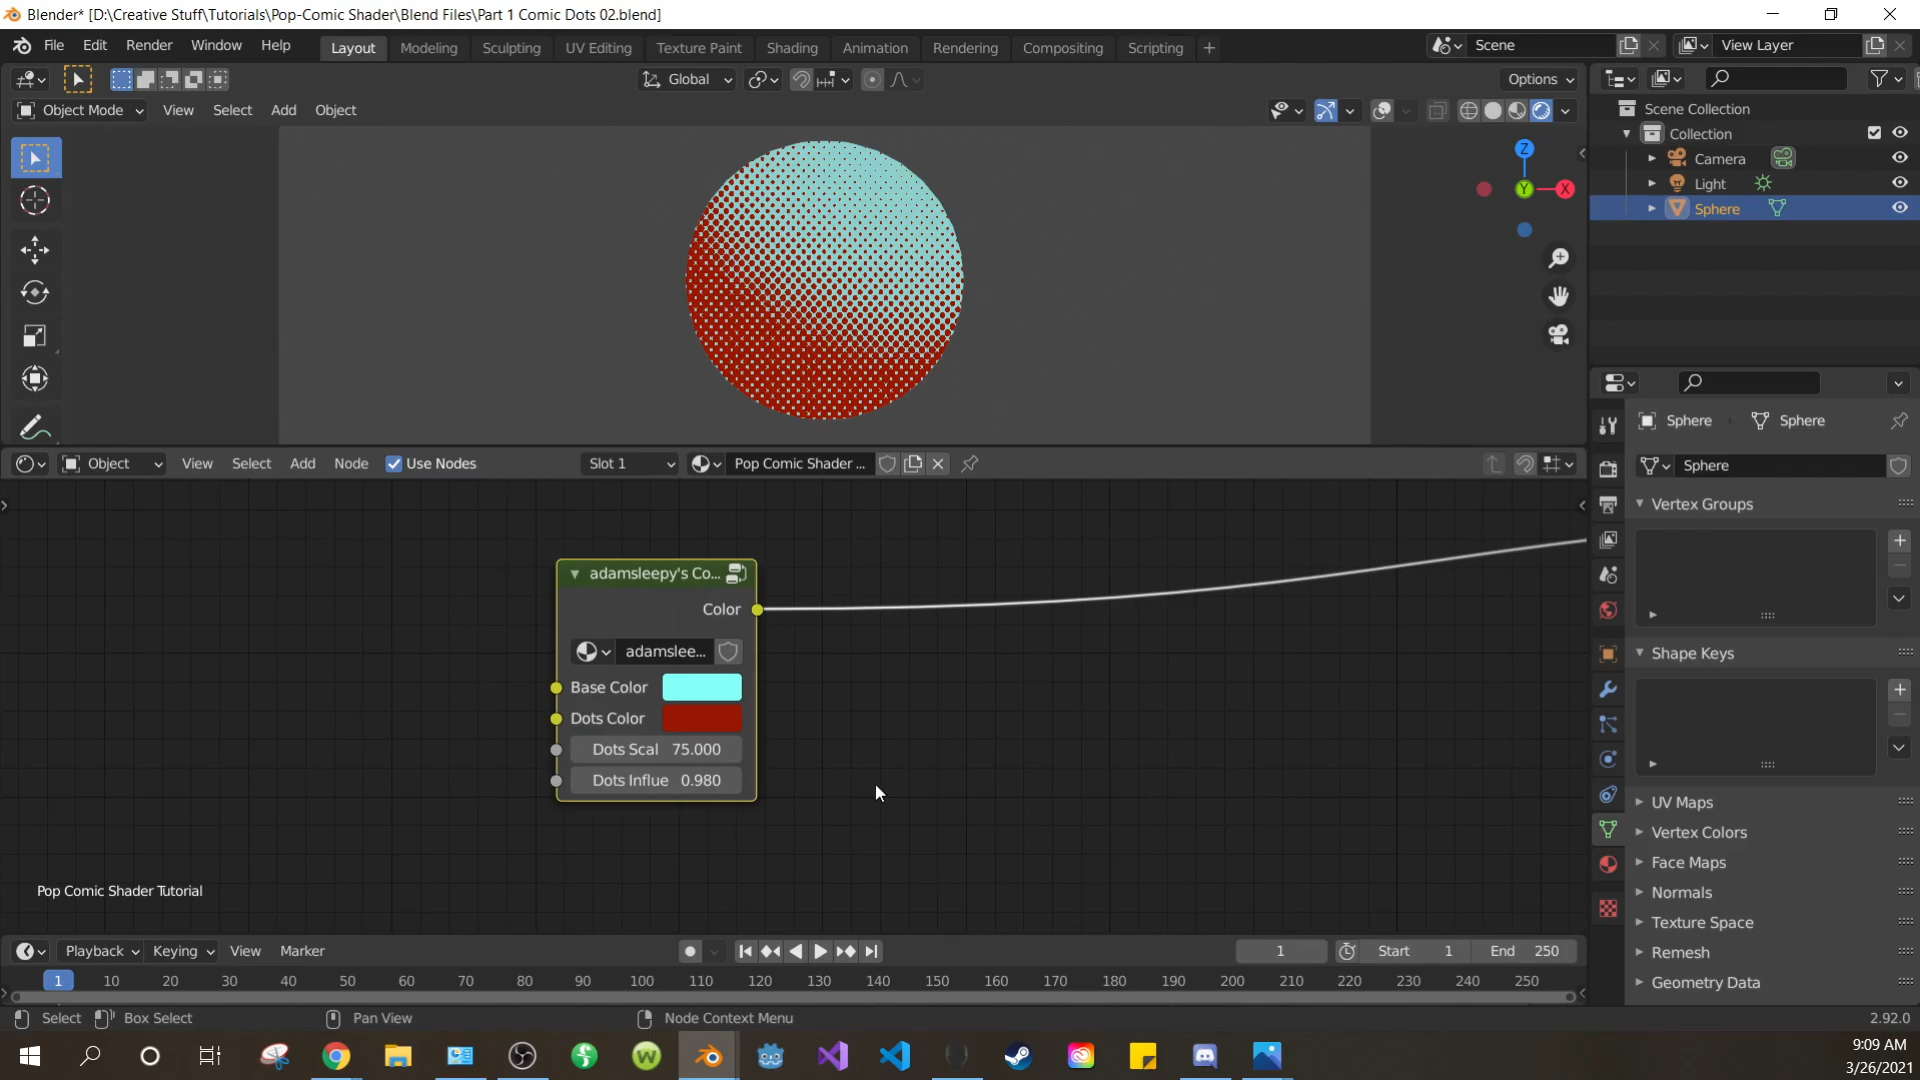 Blender* [D:\Creative Stuff\Tutorials\Pop-Comic Shader\Blend Files\Part 1 Comic Dots 02.blend]
File Edit Render Window Help Layout Modeling Sculpting UV Editing Texture Paint Shading Animation Rendering Compositing Scripting + Scene View Layer
Global Options
Object Mode View Select Add Object
Scene Collection
Collection
Camera
Light
Sphere
Z
Y X
Sphere Sphere
Object View Select Add Node Use Nodes Slot 1 Pop Comic Shader ...
Sphere
Vertex Groups
adamsleepy's Co...
Color
adamslee...
Base Color
Dots Color
Dots Scal 75.000
Dots Influe 0.980
Shape Keys
UV Maps
Vertex Colors
Face Maps
Normals
Texture Space
Remesh
Geometry Data
Pop Comic Shader Tutorial
Playback Keying View Marker 1 Start 1 End 250
1 10 20 30 40 50 60 70 80 90 100 110 120 130 140 150 160 170 180 190 200 210 220 230 240 250
Select Box Select Pan View Node Context Menu 2.92.0
9:09 AM
3/26/2021